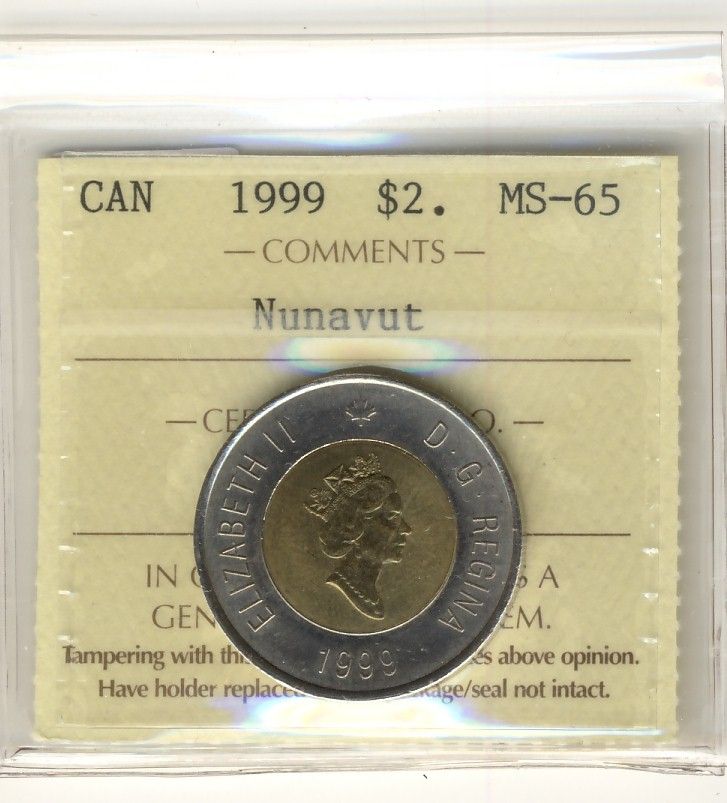 CAN 1999 $2. MS-65
— COMMENTS —
Nunavut
— CE O. —
ELIZABETH II D·G·REGINA
1999
IN A
GEN EM.
Tampering with thi es above opinion.
Have holder replace kage/seal not intact.